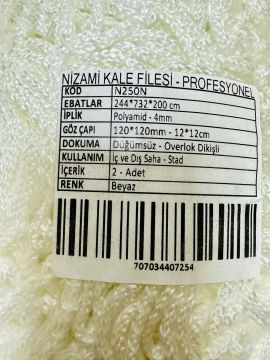 NİZAMİ KALE FİLESİ - PROFESYONEL
KOD N250N
EBATLAR 244*732*200 cm
İPLİK Polyamid - 4mm
GÖZ ÇAPI 120*120mm - 12*12cm
DOKUMA Düğümsüz - Overlok Dikişli
KULLANIM İç ve Dış Saha - Stad
İÇERİK 2 - Adet
RENK Beyaz
707034407254